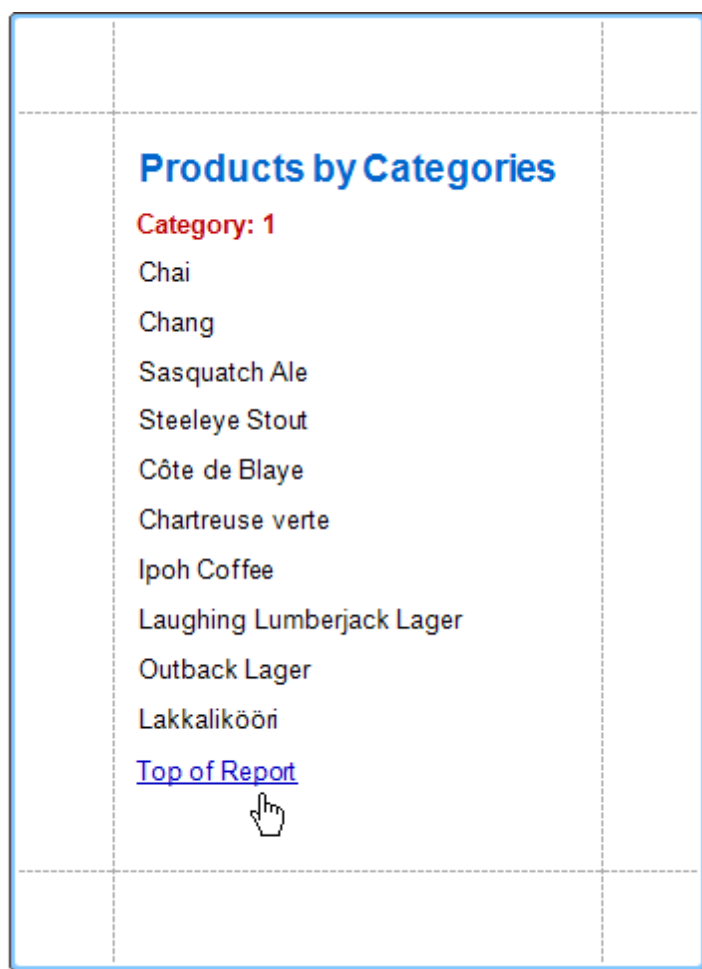 Products by Categories
Category: 1
Chai
Chang
Sasquatch Ale
Steeleye Stout
Côte de Blaye
Chartreuse verte
Ipoh Coffee
Laughing Lumberjack Lager
Outback Lager
Lakkalikööri
Top of Report